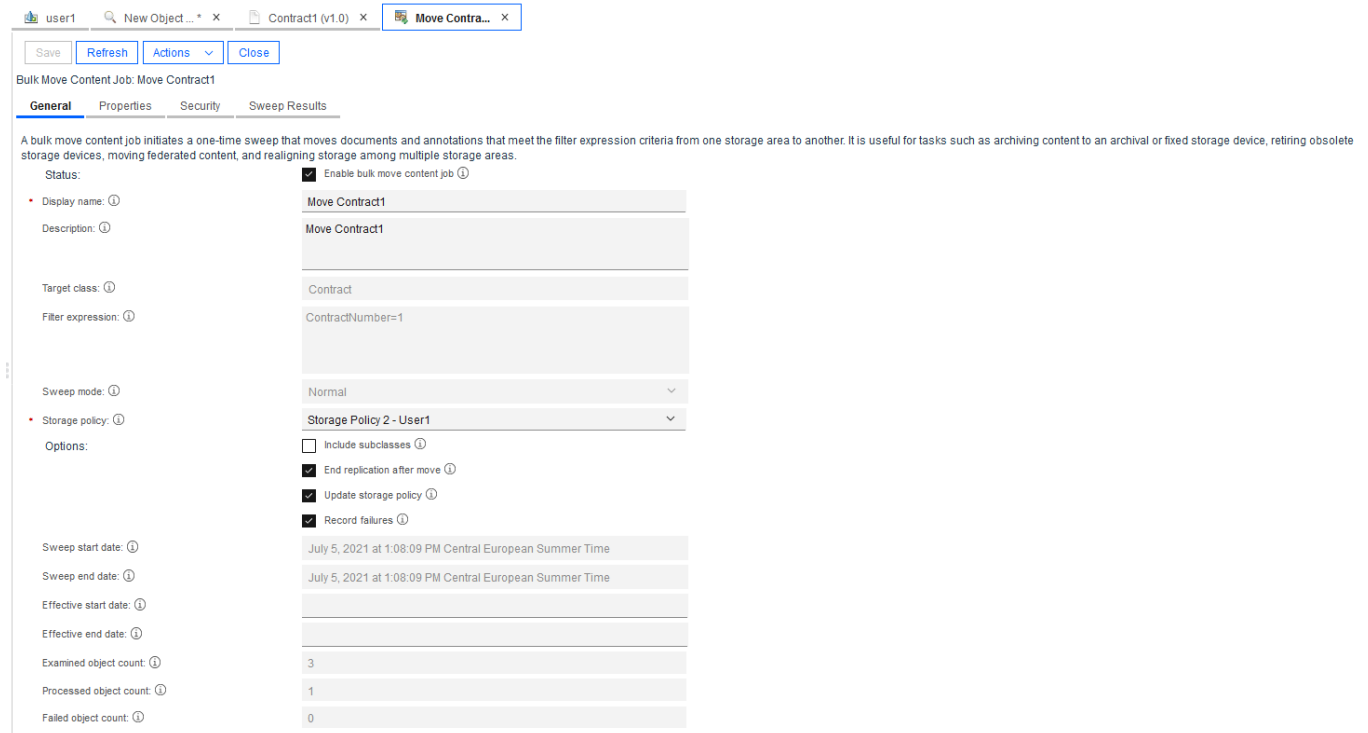 user1 New Object ... * × Contract1 (v1.0) × Move Contra... ×
Save Refresh Actions Close
Bulk Move Content Job: Move Contract1
General Properties Security Sweep Results
A bulk move content job initiates a one-time sweep that moves documents and annotations that meet the filter expression criteria from one storage area to another. It is useful for tasks such as archiving content to an archival or fixed storage device, retiring obsolete
storage devices, moving federated content, and realigning storage among multiple storage areas.
Status: Enable bulk move content job
* Display name: Move Contract1
Description: Move Contract1
Target class: Contract
Filter expression: ContractNumber=1
Sweep mode: Normal
* Storage policy: Storage Policy 2 - User1
Options: Include subclasses
End replication after move
Update storage policy
Record failures
Sweep start date: July 5, 2021 at 1:08:09 PM Central European Summer Time
Sweep end date: July 5, 2021 at 1:08:09 PM Central European Summer Time
Effective start date:
Effective end date:
Examined object count: 3
Processed object count: 1
Failed object count: 0